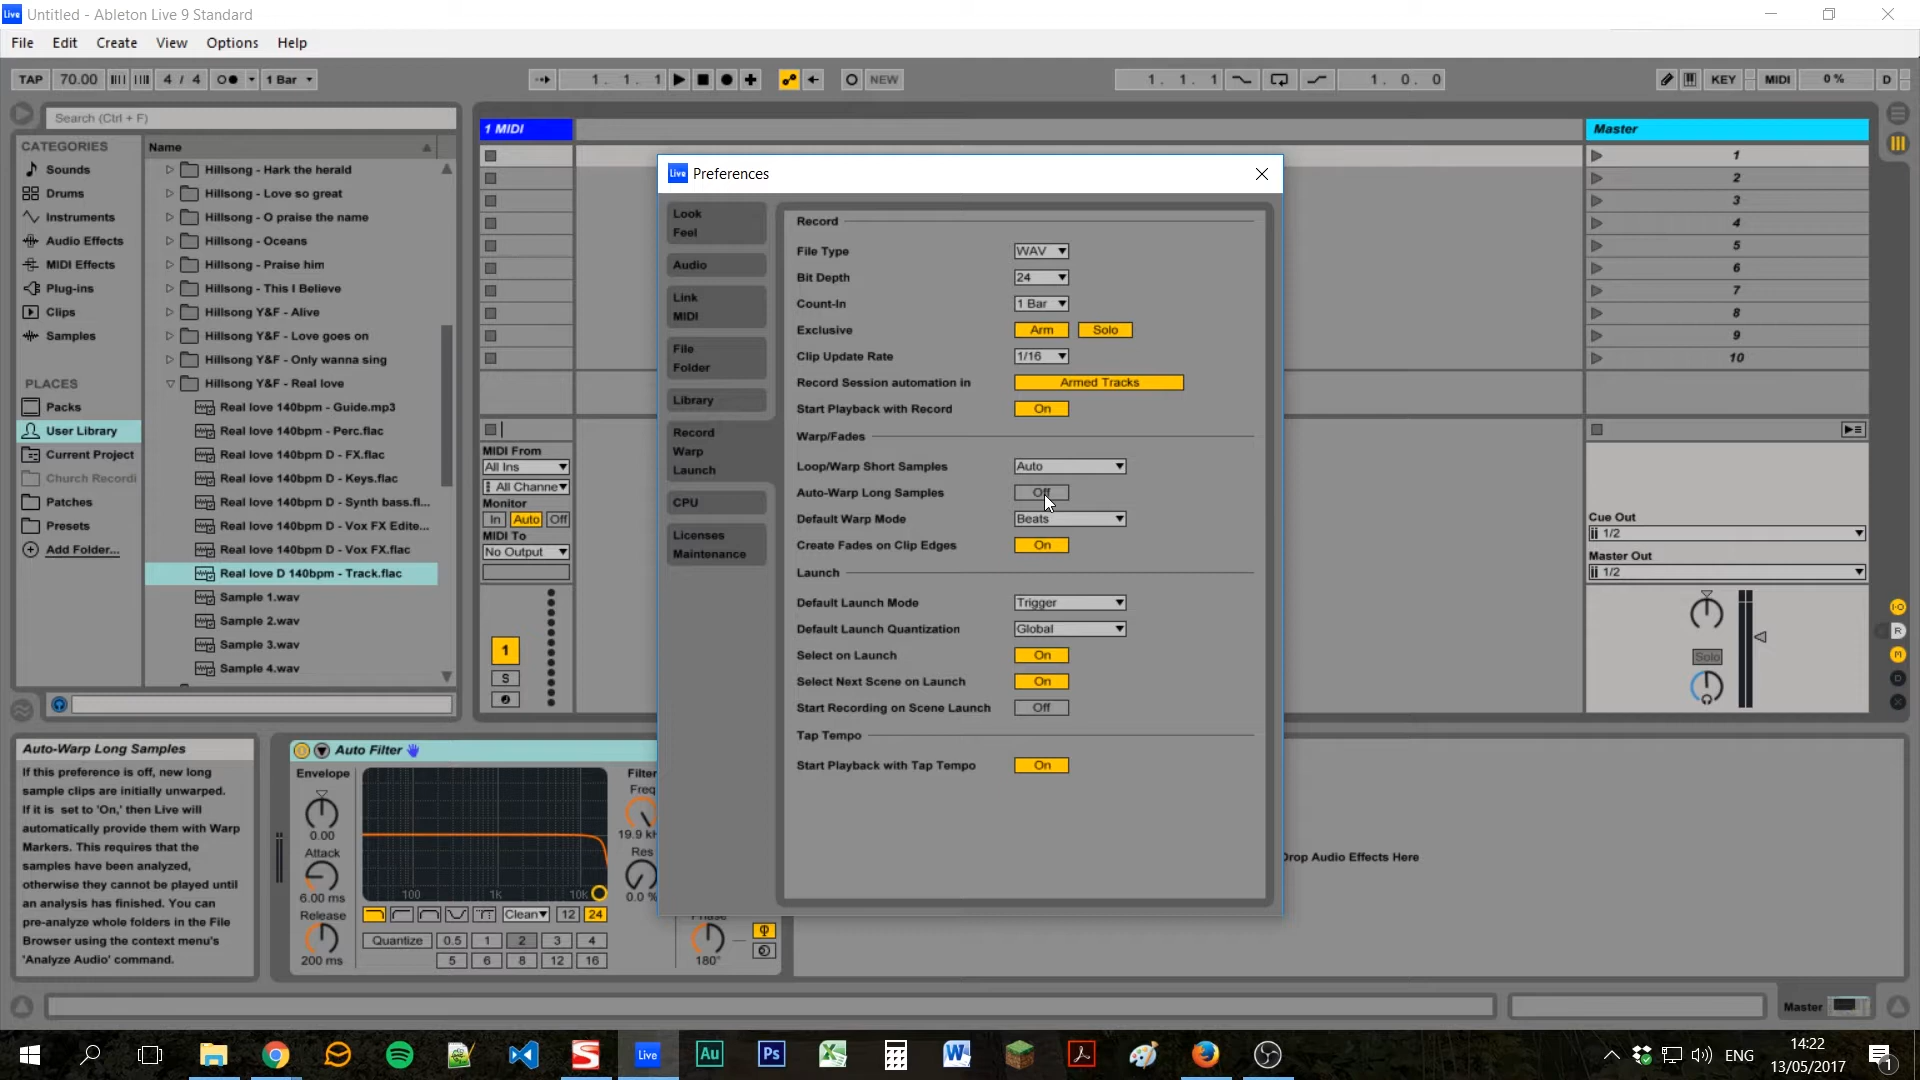 Live Untitled - Ableton Live 9 Standard
File Edit Create View Options Help
TAP 70.00 4 / 4 1 Bar 1. 1. 1 NEW 1. 1. 1 1. 0. 0 KEY MIDI 0 % D
Search (Ctrl + F)
CATEGORIES
Sounds
Drums
Instruments
Audio Effects
MIDI Effects
Plug-ins
Clips
Samples
PLACES
Packs
User Library
Current Project
Church Recordi
Patches
Presets
Add Folder...
Name
Hillsong - Hark the herald
Hillsong - Love so great
Hillsong - O praise the name
Hillsong - Oceans
Hillsong - Praise him
Hillsong - This I Believe
Hillsong Y&F - Alive
Hillsong Y&F - Love goes on
Hillsong Y&F - Only wanna sing
Hillsong Y&F - Real love
Real love 140bpm - Guide.mp3
Real love 140bpm - Perc.flac
Real love 140bpm D - FX.flac
Real love 140bpm D - Keys.flac
Real love 140bpm D - Synth bass.fl...
Real love 140bpm D - Vox FX Edite...
Real love 140bpm D - Vox FX.flac
Real love D 140bpm - Track.flac
Sample 1.wav
Sample 2.wav
Sample 3.wav
Sample 4.wav
1 MIDI
MIDI From
All Ins
All Channe
Monitor
In Auto Off
MIDI To
No Output
1
S
Live Preferences
Look
Feel
Audio
Link
MIDI
File
Folder
Library
Record
Warp
Launch
CPU
Licenses
Maintenance
Record
File Type WAV
Bit Depth 24
Count-In 1 Bar
Exclusive Arm Solo
Clip Update Rate 1/16
Record Session automation in Armed Tracks
Start Playback with Record On
Warp/Fades
Loop/Warp Short Samples Auto
Auto-Warp Long Samples Off
Default Warp Mode Beats
Create Fades on Clip Edges On
Launch
Default Launch Mode Trigger
Default Launch Quantization Global
Select on Launch On
Select Next Scene on Launch On
Start Recording on Scene Launch Off
Tap Tempo
Start Playback with Tap Tempo On
Master
1
2
3
4
5
6
7
8
9
10
Cue Out
1/2
Master Out
1/2
Solo
I-O
R
M
D
X
Auto-Warp Long Samples
If this preference is off, new long
sample clips are initially unwarped.
If it is set to 'On,' then Live will
automatically provide them with Warp
Markers. This requires that the
samples have been analyzed,
otherwise they cannot be played until
an analysis has finished. You can
pre-analyze whole folders in the File
Browser using the context menu's
'Analyze Audio' command.
Auto Filter
Envelope
0.00
Attack
6.00 ms
Release
200 ms
100 1K 10K
Clean 12 24
Quantize 0.5 1 2 3 4
5 6 8 12 16
Filter
Freq
19.9 kH
Res
0.0 %
Phase
180°
Drop Audio Effects Here
Master
Live Au Ps
ENG
14:22
13/05/2017
1